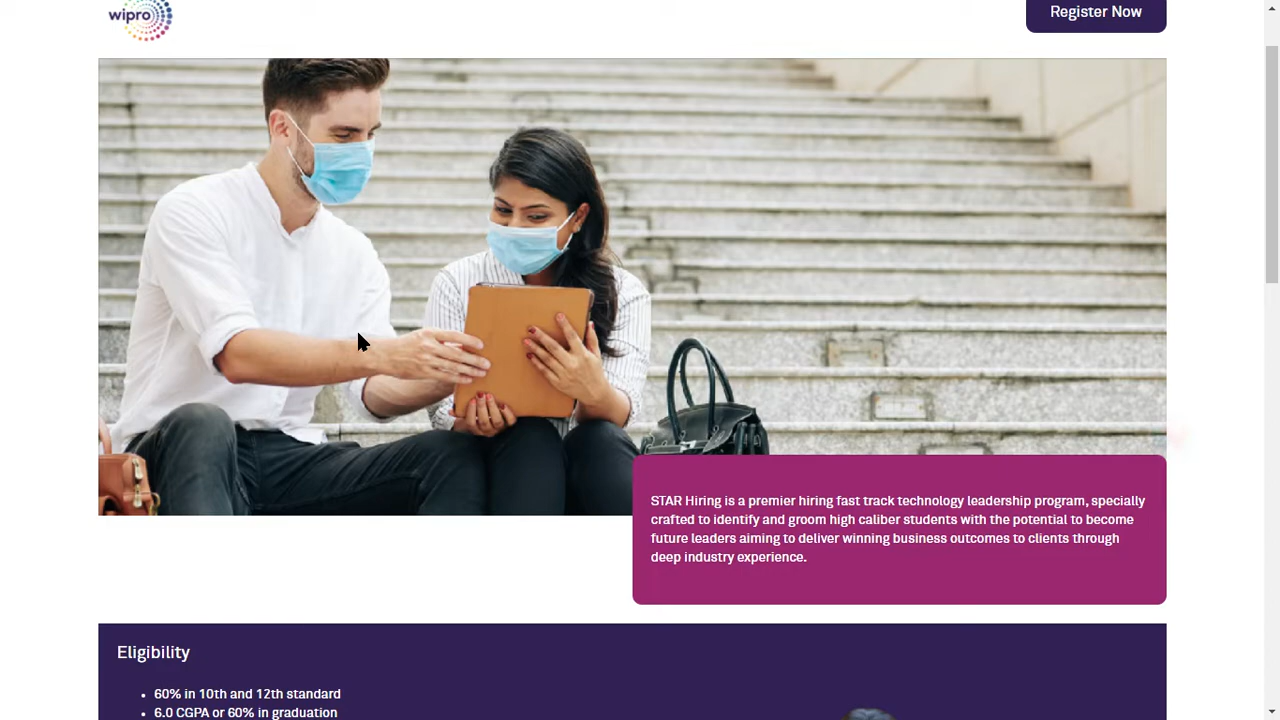 wipro
Register Now
STAR Hiring is a premier hiring fast track technology leadership program, specially
crafted to identify and groom high caliber students with the potential to become
future leaders aiming to deliver winning business outcomes to clients through
deep industry experience.
Eligibility
• 60% in 10th and 12th standard
• 6.0 CGPA or 60% in graduation